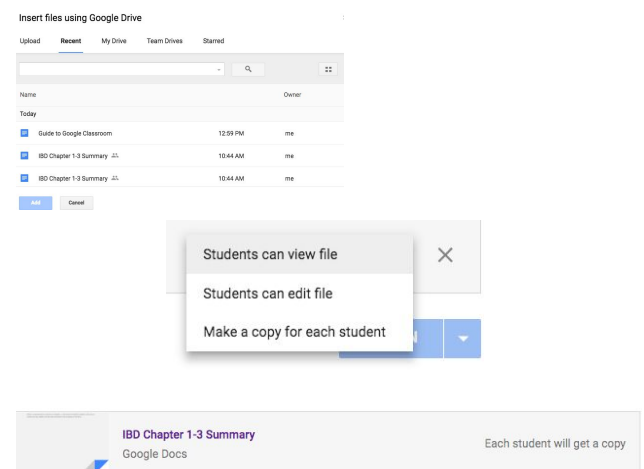 Insert files using Google Drive
Upload Recent My Drive Team Drives Starred
Name Owner
Today
Guide to Google Classroom 12:59 PM me
IBD Chapter 1-3 Summary 10:44 AM me
IBD Chapter 1-3 Summary 10:44 AM me
Add Cancel
Students can view file
Students can edit file
Make a copy for each student
IBD Chapter 1-3 Summary
Google Docs
Each student will get a copy